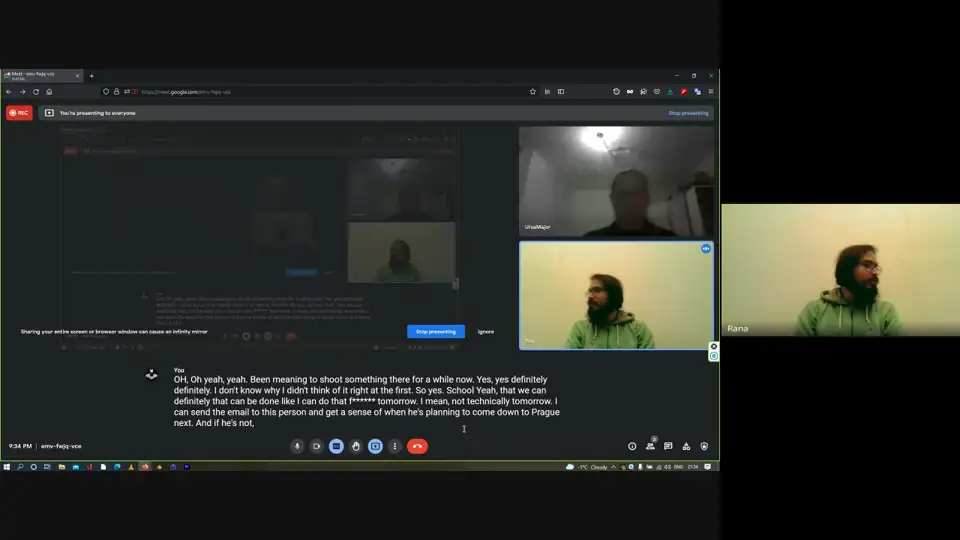 Meet - emv-fwjq-vce
https://meet.google.com/emv-fwjq-vce
REC
You're presenting to everyone
Stop presenting
UrsaMajor
You
Rana
Sharing your entire screen or browser window can cause an infinity mirror
Stop presenting
Ignore
You
OH, Oh yeah, yeah. Been meaning to shoot something there for a while now. Yes, yes definitely
definitely. I don't know why I didn't think of it right at the first. So yes. School Yeah, that we can
definitely that can be done like I can do that f****** tomorrow. I mean, not technically tomorrow. I
can send the email to this person and get a sense of when he's planning to come down to Prague
next. And if he's not,
9:34 PM | emv-fwjq-vce
2
-1°C Cloudy
ENG
21:34